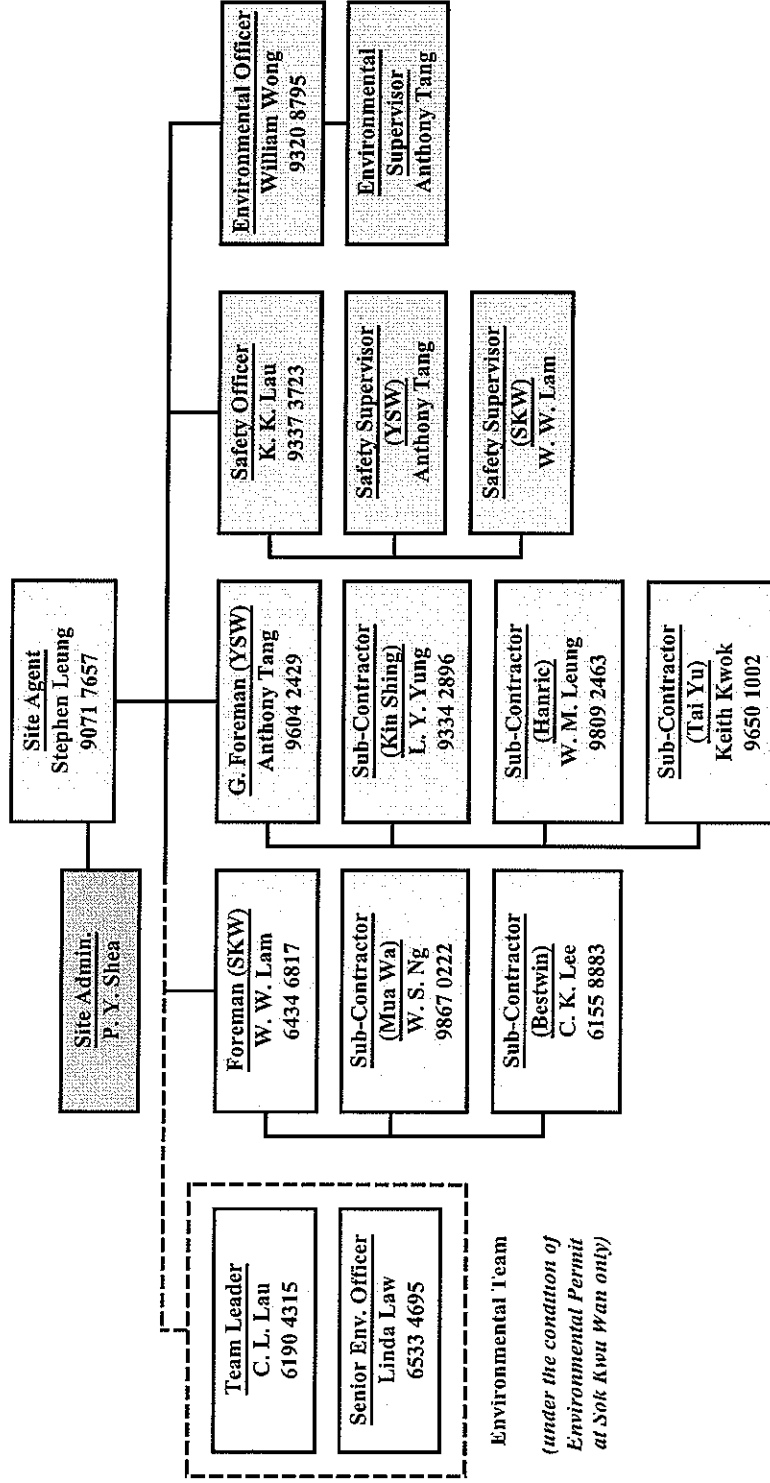 Site Agent
Stephen Leung
9071 7657
Site Admin.
P. Y. Shea
Team Leader
C. L. Lau
6190 4315
Senior Env. Officer
Linda Law
6533 4695
Environmental Team
(under the condition of
Environmental Permit
at Sok Kwu Wan only)
Foreman (SKW)
W. W. Lam
6434 6817
Sub-Contractor
(Mua Wa)
W. S. Ng
9867 0222
Sub-Contractor
(Bestwin)
C. K. Lee
6155 8883
G. Foreman (YSW)
Anthony Tang
9604 2429
Sub-Contractor
(Kin Shing)
L. Y. Yung
9334 2896
Sub-Contractor
(Hanric)
W. M. Leung
9809 2463
Sub-Contractor
(Tai Yu)
Keith Kwok
9650 1002
Safety Officer
K. K. Lau
9337 3723
Safety Supervisor
(YSW)
Anthony Tang
Safety Supervisor
(SKW)
W. W. Lam
Environmental Officer
William Wong
9320 8795
Environmental
Supervisor
Anthony Tang